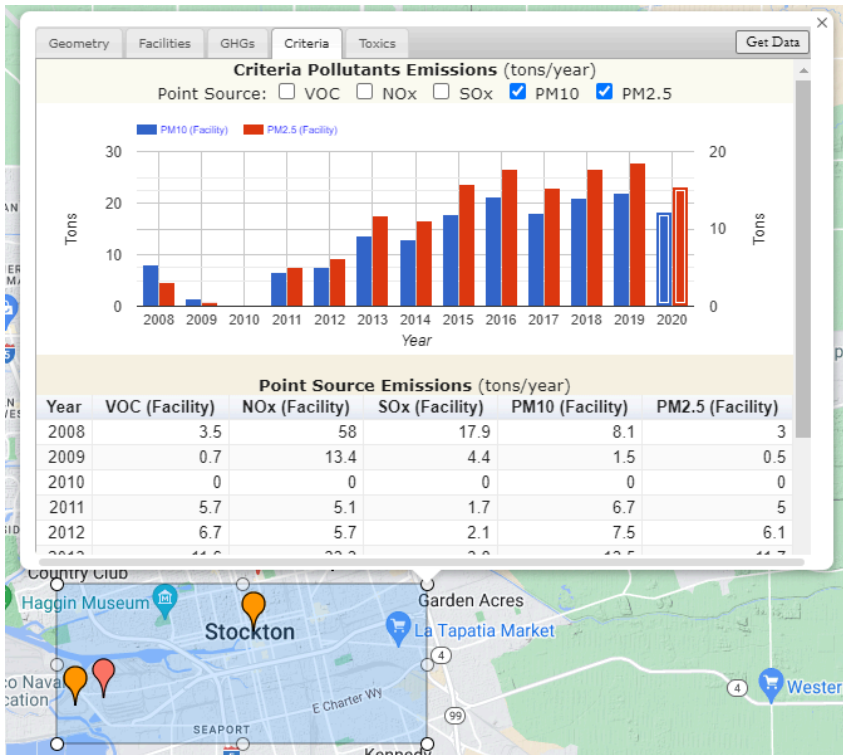 Geometry Facilities GHGs Criteria Toxics Get Data
Criteria Pollutants Emissions (tons/year)
Point Source: VOC NOx SOx PM10 PM2.5
PM10 (Facility) PM2.5 (Facility)
30 20
20
10 10
0 0
Tons Tons
2008 2009 2010 2011 2012 2013 2014 2015 2016 2017 2018 2019 2020
Year
Point Source Emissions (tons/year)
Year VOC (Facility) NOx (Facility) SOx (Facility) PM10 (Facility) PM2.5 (Facility)
2008 3.5 58 17.9 8.1 3
2009 0.7 13.4 4.4 1.5 0.5
2010 0 0 0 0 0
2011 5.7 5.1 1.7 6.7 5
2012 6.7 5.7 2.1 7.5 6.1
Country Club
Haggin Museum
Garden Acres
Stockton
La Tapatia Market
4
co Nava
cation
4
Wester
E Charter Wy
99
SEAPORT
5
Kennedy